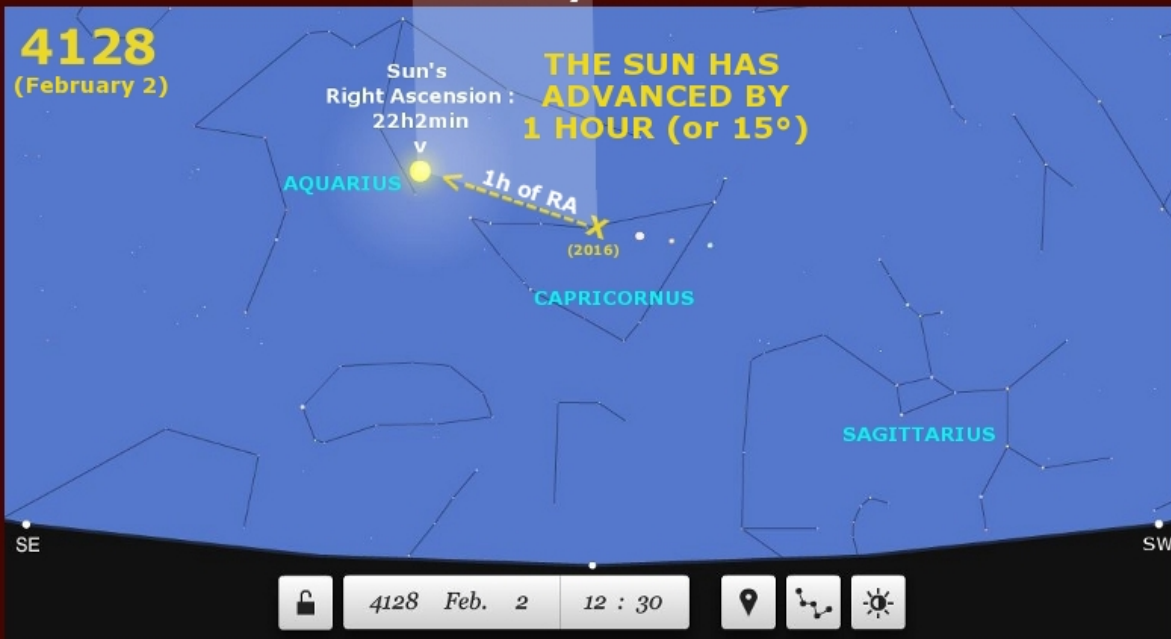 4128
(February 2)
THE SUN HAS
ADVANCED BY
1 HOUR (or 15°)
Sun's
Right Ascension :
22h2min
v
AQUARIUS
1h of RA
X
(2016)
CAPRICORNUS
SAGITTARIUS
SE
SW
4128 Feb. 2 12 : 30